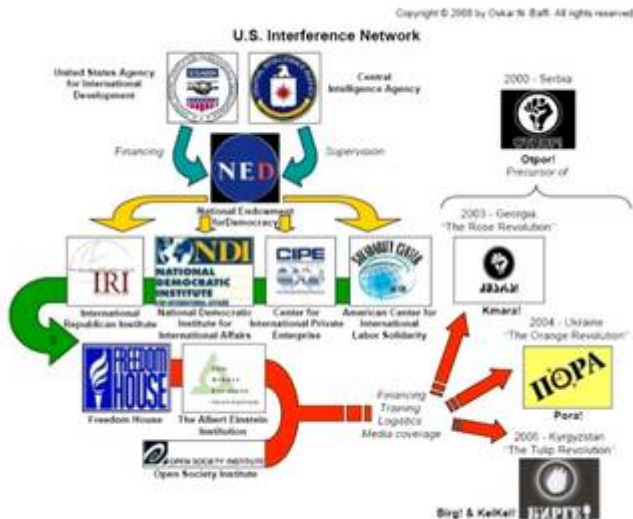 Copyright © 2008 by Oskar N. Baffi. All rights reserved
U.S. Interference Network
United States Agency
for International
Development
Central
Intelligence Agency
Financing
Supervision
NED
National Endowment
forDemocracy
IRI
International
Republican Institute
NDI
NATIONAL
DEMOCRATIC
INSTITUTE
National Democratic
Institute for
International Affairs
CIPE
Center for
International Private
Enterprise
SOLIDARITY CENTER
American Center for
International
Labor Solidarity
FREEDOM
HOUSE
Freedom House
The Albert Einstein
Institution
OPEN SOCIETY INSTITUTE
Open Society Institute
Financing
Training
Logistics
Media coverage
2000 - Serbia
Otpor!
Precursor of
2003 - Georgia
"The Rose Revolution"
Kmara!
2004 - Ukraine
"The Orange Revolution"
ПОРА
Pora!
2005 - Kyrgyzstan
"The Tulip Revolution"
БИРГЕ
Birg! & KelKel!